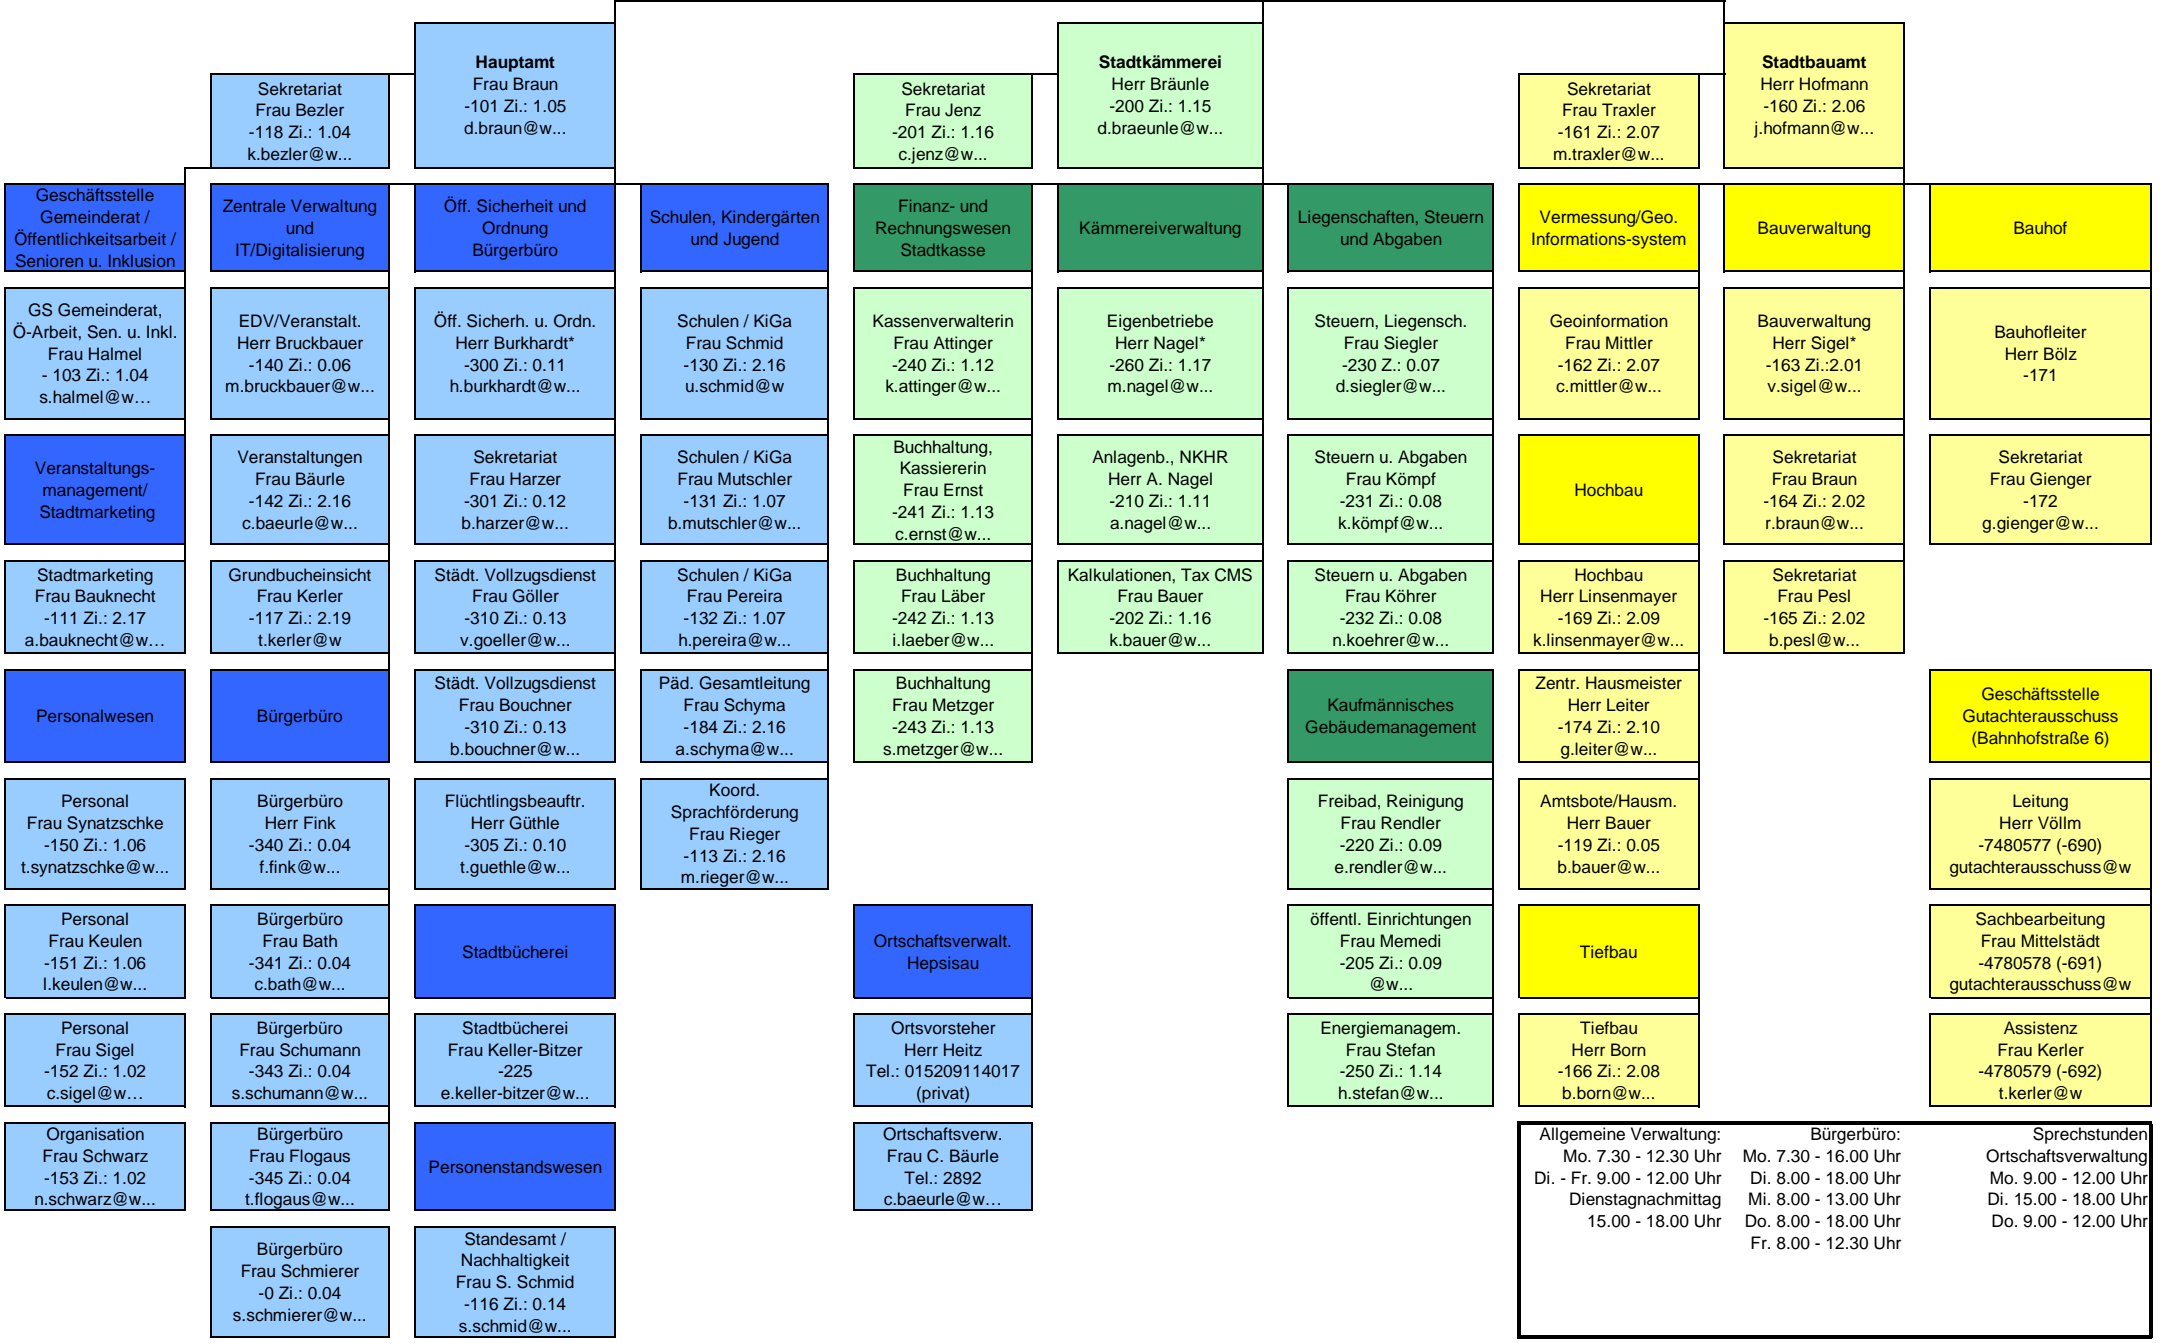 Hauptamt
Frau Braun
-101 Zi.: 1.05
d.braun@w...
Sekretariat
Frau Bezler
-118 Zi.: 1.04
k.bezler@w...
Stadtkämmerei
Herr Bräunle
-200 Zi.: 1.15
d.braeunle@w...
Sekretariat
Frau Jenz
-201 Zi.: 1.16
c.jenz@w...
Stadtbauamt
Herr Hofmann
-160 Zi.: 2.06
j.hofmann@w...
Sekretariat
Frau Traxler
-161 Zi.: 2.07
m.traxler@w...
Geschäftsstelle
Gemeinderat /
Öffentlichkeitsarbeit /
Senioren u. Inklusion
Zentrale Verwaltung
und
IT/Digitalisierung
Öff. Sicherheit und
Ordnung
Bürgerbüro
Schulen, Kindergärten
und Jugend
Finanz- und
Rechnungswesen
Stadtkasse
Kämmereiverwaltung
Liegenschaften, Steuern
und Abgaben
Vermessung/Geo.
Informations-system
Bauverwaltung
Bauhof
GS Gemeinderat,
Ö-Arbeit, Sen. u. Inkl.
Frau Halmel
- 103 Zi.: 1.04
s.halmel@w…
EDV/Veranstalt.
Herr Bruckbauer
-140 Zi.: 0.06
m.bruckbauer@w...
Öff. Sicherh. u. Ordn.
Herr Burkhardt*
-300 Zi.: 0.11
h.burkhardt@w...
Schulen / KiGa
Frau Schmid
-130 Zi.: 2.16
u.schmid@w
Kassenverwalterin
Frau Attinger
-240 Zi.: 1.12
k.attinger@w...
Eigenbetriebe
Herr Nagel*
-260 Zi.: 1.17
m.nagel@w...
Steuern, Liegensch.
Frau Siegler
-230 Z.: 0.07
d.siegler@w...
Geoinformation
Frau Mittler
-162 Zi.: 2.07
c.mittler@w...
Bauverwaltung
Herr Sigel*
-163 Zi.:2.01
v.sigel@w...
Bauhofleiter
Herr Bölz
-171
Veranstaltungs-
management/
Stadtmarketing
Veranstaltungen
Frau Bäurle
-142 Zi.: 2.16
c.baeurle@w...
Sekretariat
Frau Harzer
-301 Zi.: 0.12
b.harzer@w...
Schulen / KiGa
Frau Mutschler
-131 Zi.: 1.07
b.mutschler@w...
Buchhaltung,
Kassiererin
Frau Ernst
-241 Zi.: 1.13
c.ernst@w...
Anlagenb., NKHR
Herr A. Nagel
-210 Zi.: 1.11
a.nagel@w...
Steuern u. Abgaben
Frau Kömpf
-231 Zi.: 0.08
k.kömpf@w...
Hochbau
Sekretariat
Frau Braun
-164 Zi.: 2.02
r.braun@w...
Sekretariat
Frau Gienger
-172
g.gienger@w...
Stadtmarketing
Frau Bauknecht
-111 Zi.: 2.17
a.bauknecht@w…
Grundbucheinsicht
Frau Kerler
-117 Zi.: 2.19
t.kerler@w
Städt. Vollzugsdienst
Frau Göller
-310 Zi.: 0.13
v.goeller@w...
Schulen / KiGa
Frau Pereira
-132 Zi.: 1.07
h.pereira@w...
Buchhaltung
Frau Läber
-242 Zi.: 1.13
i.laeber@w...
Kalkulationen, Tax CMS
Frau Bauer
-202 Zi.: 1.16
k.bauer@w...
Steuern u. Abgaben
Frau Köhrer
-232 Zi.: 0.08
n.koehrer@w...
Hochbau
Herr Linsenmayer
-169 Zi.: 2.09
k.linsenmayer@w...
Sekretariat
Frau Pesl
-165 Zi.: 2.02
b.pesl@w...
Personalwesen
Bürgerbüro
Städt. Vollzugsdienst
Frau Bouchner
-310 Zi.: 0.13
b.bouchner@w...
Päd. Gesamtleitung
Frau Schyma
-184 Zi.: 2.16
a.schyma@w...
Buchhaltung
Frau Metzger
-243 Zi.: 1.13
s.metzger@w...
Kaufmännisches
Gebäudemanagement
Zentr. Hausmeister
Herr Leiter
-174 Zi.: 2.10
g.leiter@w...
Geschäftsstelle
Gutachterausschuss
(Bahnhofstraße 6)
Personal
Frau Synatzschke
-150 Zi.: 1.06
t.synatzschke@w...
Bürgerbüro
Herr Fink
-340 Zi.: 0.04
f.fink@w...
Flüchtlingsbeauftr.
Herr Güthle
-305 Zi.: 0.10
t.guethle@w...
Koord.
Sprachförderung
Frau Rieger
-113 Zi.: 2.16
m.rieger@w...
Freibad, Reinigung
Frau Rendler
-220 Zi.: 0.09
e.rendler@w...
Amtsbote/Hausm.
Herr Bauer
-119 Zi.: 0.05
b.bauer@w...
Leitung
Herr Völlm
-7480577 (-690)
gutachterausschuss@w
Personal
Frau Keulen
-151 Zi.: 1.06
l.keulen@w...
Bürgerbüro
Frau Bath
-341 Zi.: 0.04
c.bath@w...
Stadtbücherei
Ortschaftsverwalt.
Hepsisau
öffentl. Einrichtungen
Frau Memedi
-205 Zi.: 0.09
@w...
Tiefbau
Sachbearbeitung
Frau Mittelstädt
-4780578 (-691)
gutachterausschuss@w
Personal
Frau Sigel
-152 Zi.: 1.02
c.sigel@w…
Bürgerbüro
Frau Schumann
-343 Zi.: 0.04
s.schumann@w...
Stadtbücherei
Frau Keller-Bitzer
-225
e.keller-bitzer@w...
Ortsvorsteher
Herr Heitz
Tel.: 015209114017
(privat)
Energiemanagem.
Frau Stefan
-250 Zi.: 1.14
h.stefan@w...
Tiefbau
Herr Born
-166 Zi.: 2.08
b.born@w...
Assistenz
Frau Kerler
-4780579 (-692)
t.kerler@w
Organisation
Frau Schwarz
-153 Zi.: 1.02
n.schwarz@w...
Bürgerbüro
Frau Flogaus
-345 Zi.: 0.04
t.flogaus@w...
Personenstandswesen
Ortschaftsverw.
Frau C. Bäurle
Tel.: 2892
c.baeurle@w…
Bürgerbüro
Frau Schmierer
-0 Zi.: 0.04
s.schmierer@w...
Standesamt /
Nachhaltigkeit
Frau S. Schmid
-116 Zi.: 0.14
s.schmid@w...
Allgemeine Verwaltung:
Mo. 7.30 - 12.30 Uhr
Di. - Fr. 9.00 - 12.00 Uhr
Dienstagnachmittag
15.00 - 18.00 Uhr
Bürgerbüro:
Mo. 7.30 - 16.00 Uhr
Di. 8.00 - 18.00 Uhr
Mi. 8.00 - 13.00 Uhr
Do. 8.00 - 18.00 Uhr
Fr. 8.00 - 12.30 Uhr
Sprechstunden
Ortschaftsverwaltung
Mo. 9.00 - 12.00 Uhr
Di. 15.00 - 18.00 Uhr
Do. 9.00 - 12.00 Uhr